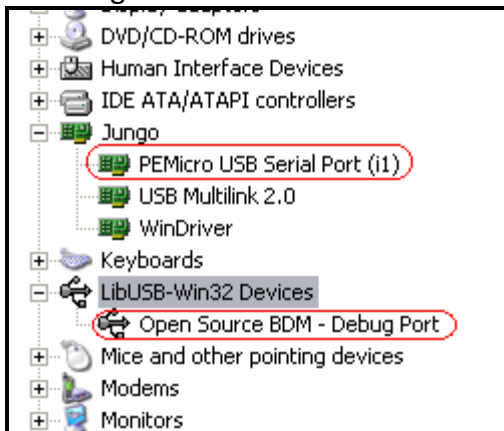 DVD/CD-ROM drives
Human Interface Devices
IDE ATA/ATAPI controllers
Jungo
PEMicro USB Serial Port (i1)
USB Multilink 2.0
WinDriver
Keyboards
LibUSB-Win32 Devices
Open Source BDM - Debug Port
Mice and other pointing devices
Modems
Monitors